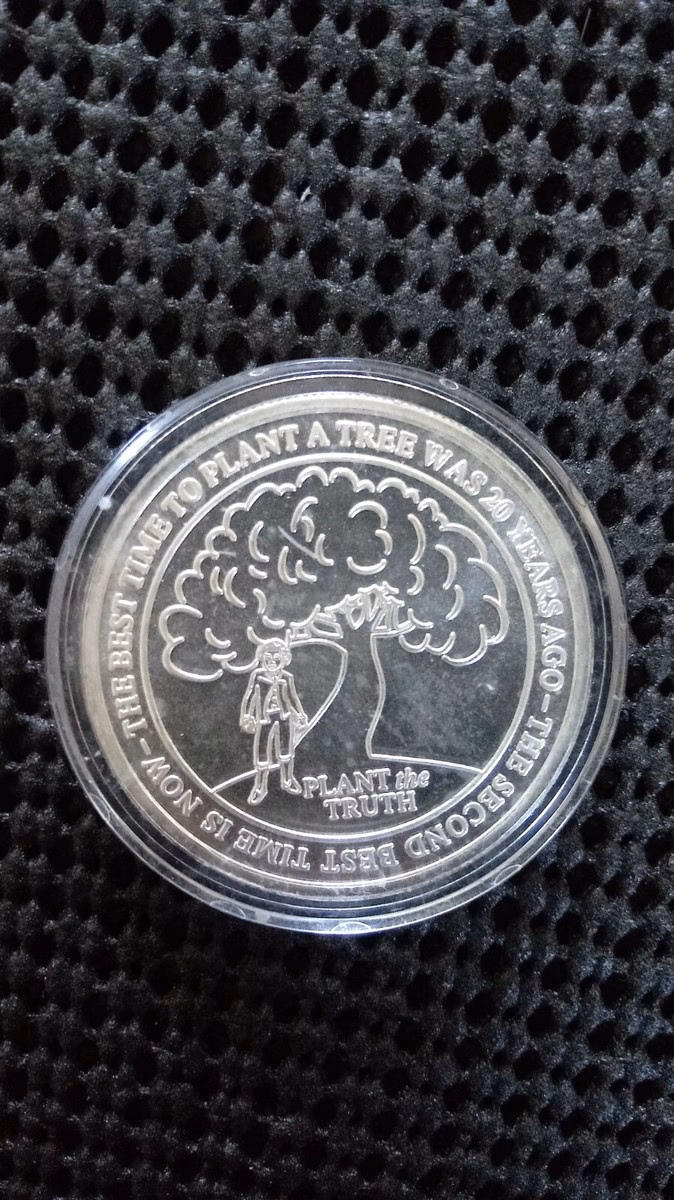 THE BEST TIME TO PLANT A TREE WAS 20 YEARS AGO - THE SECOND BEST TIME IS NOW -
PLANT the
TRUTH